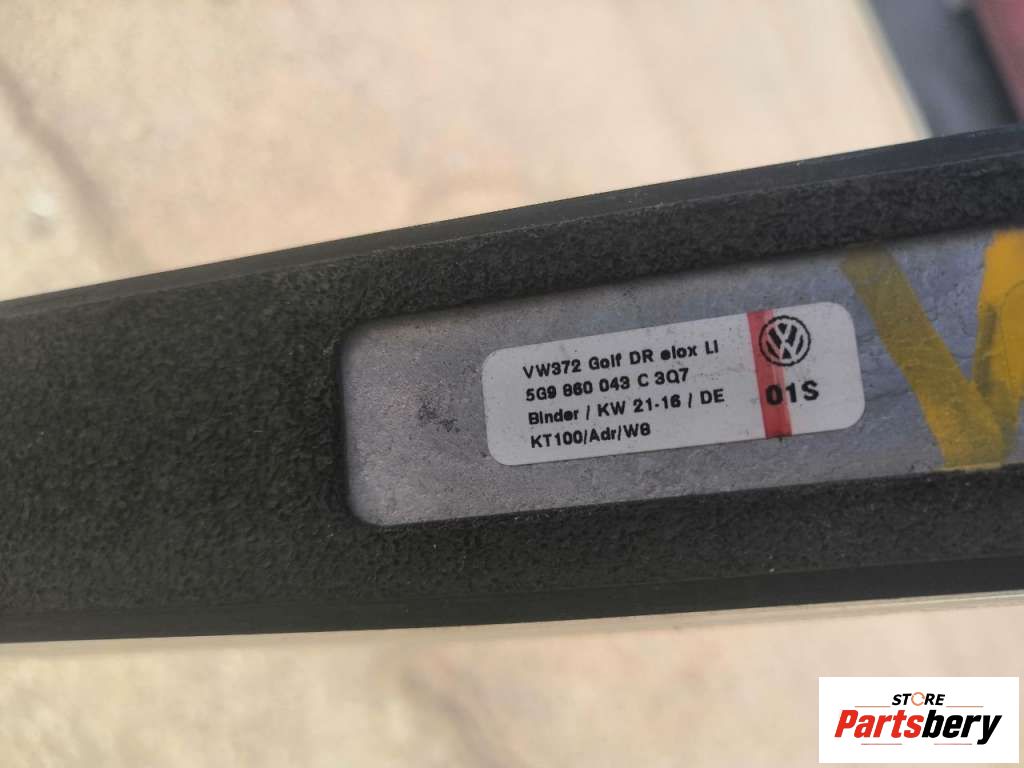 VW372 Golf DR elox LI
5G9 860 043 C 3Q7
Binder / KW 21-16 / DE
KT100/Adr/W8
01S
STORE
Partsbery